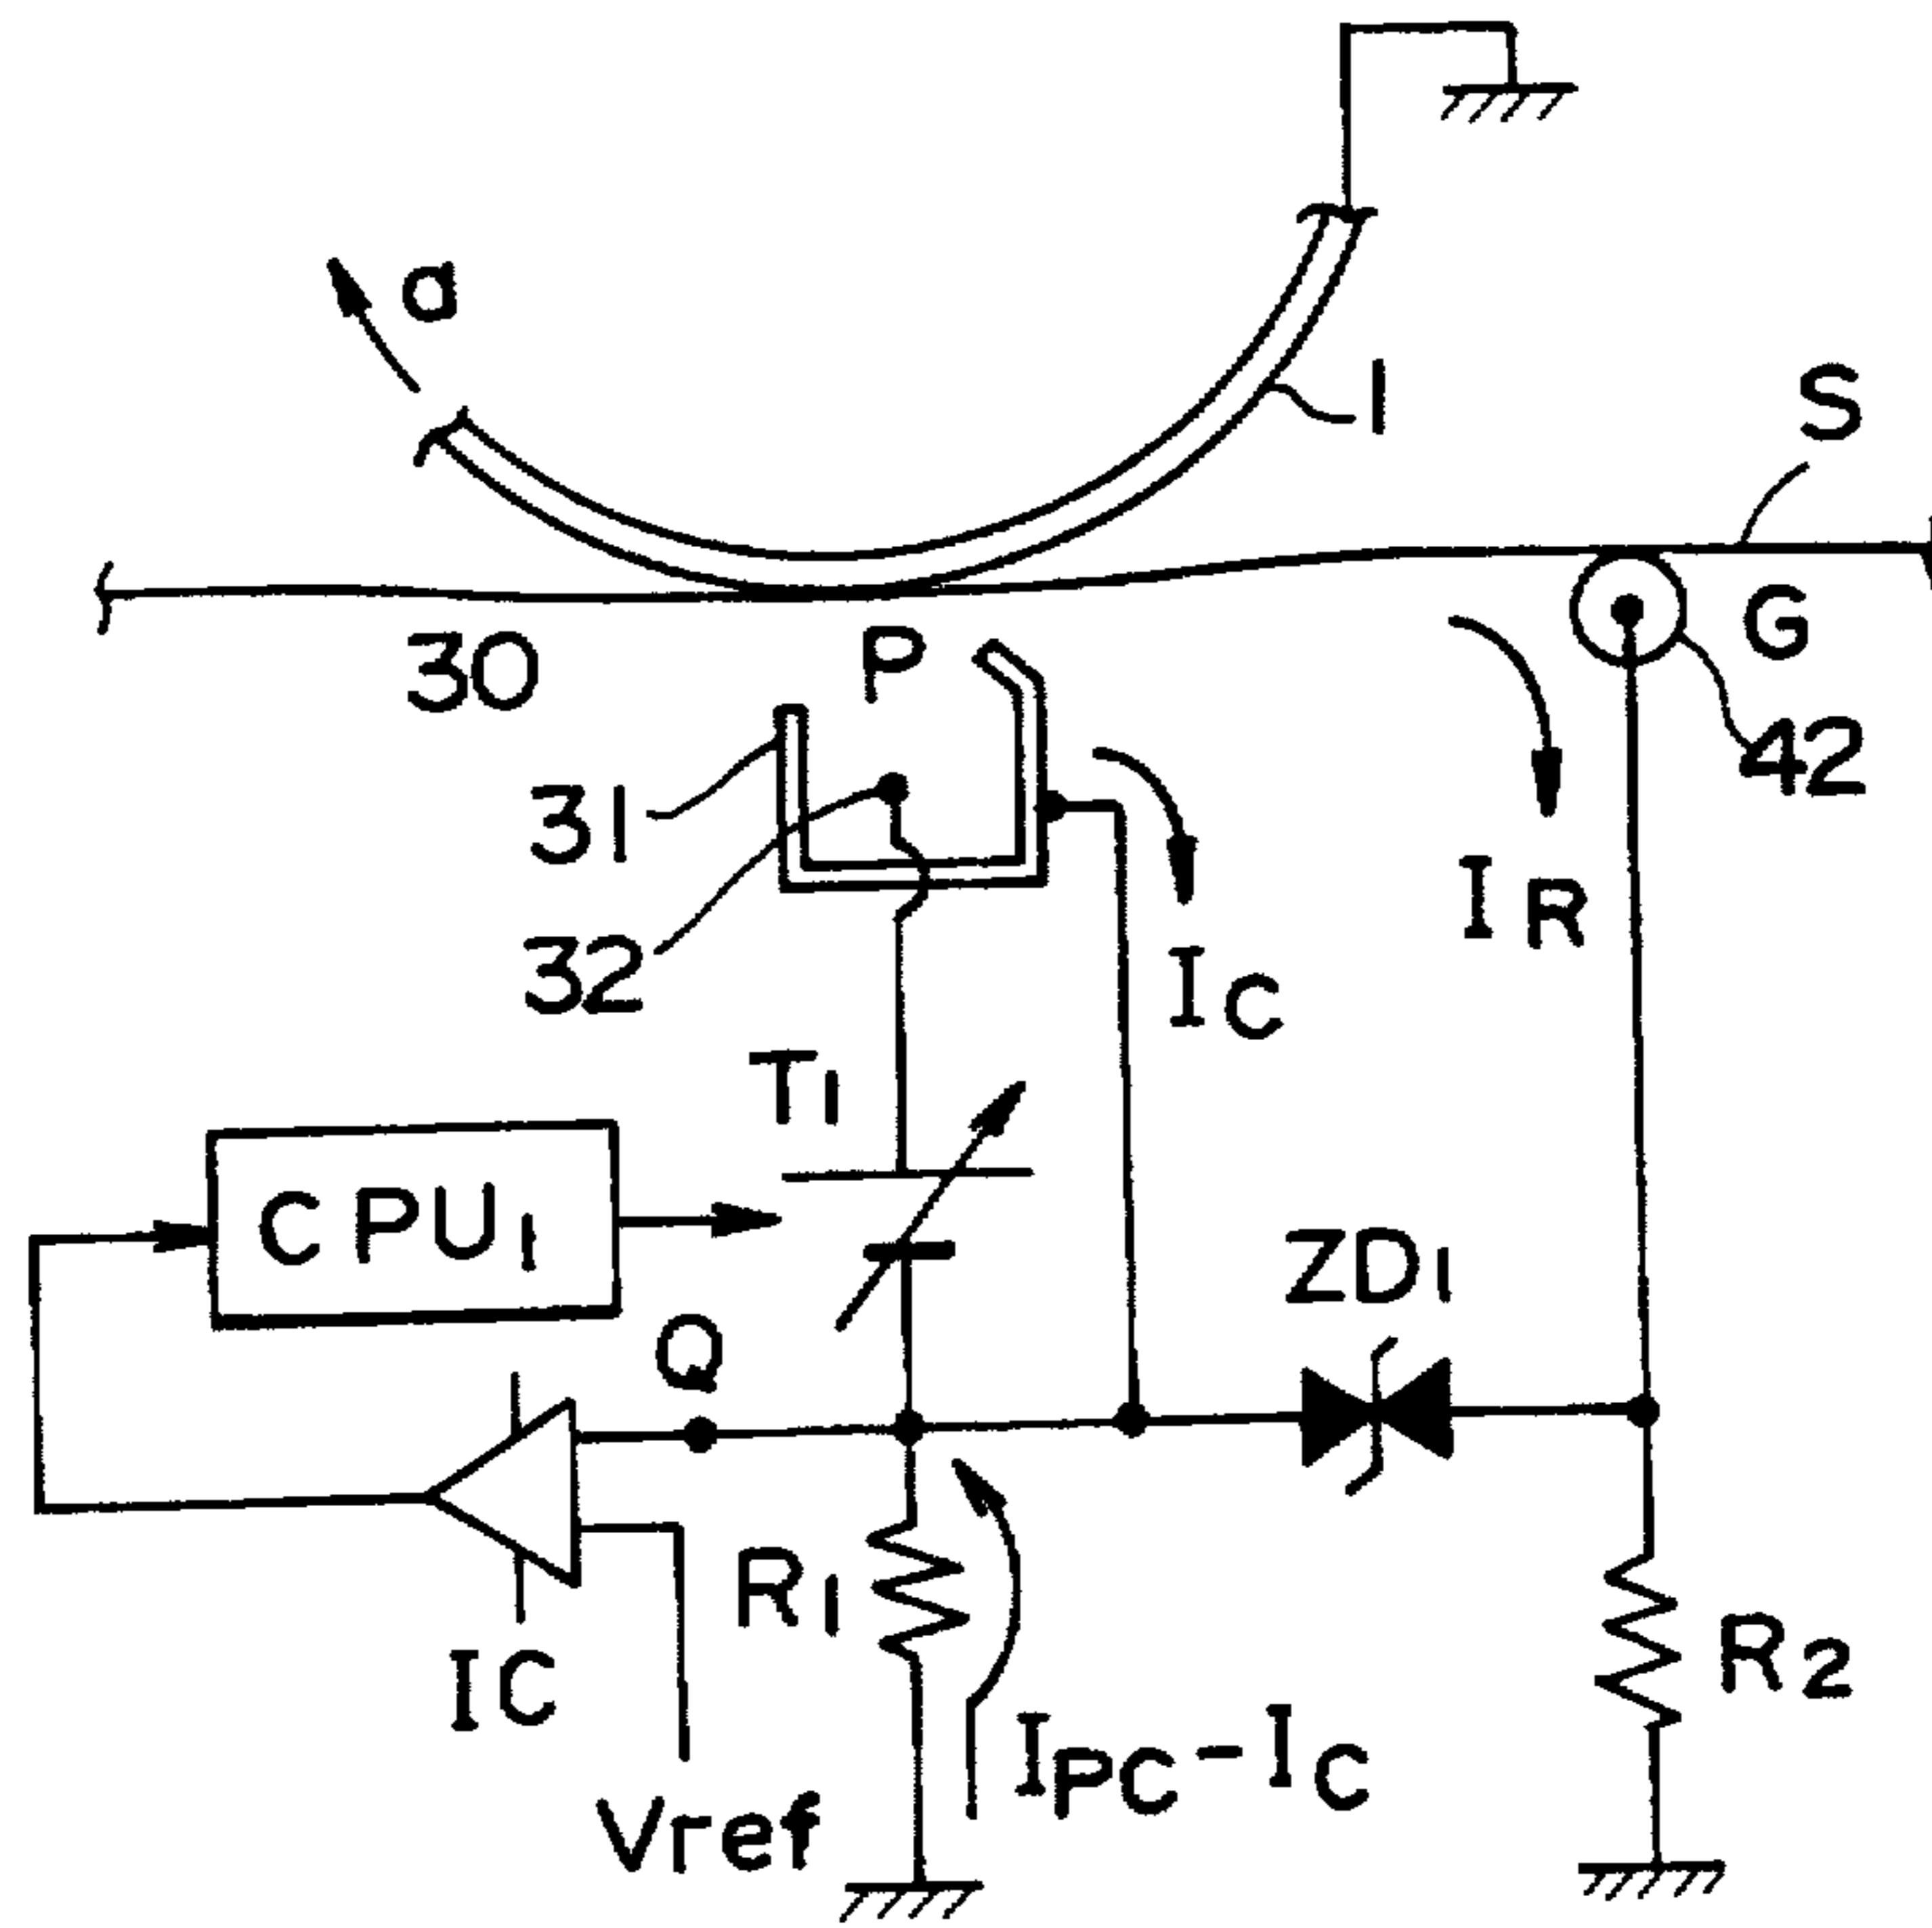 a
1
S
30
P
G
42
31
32
IR
IC
T1
CPU1
ZD1
Q
R1
R2
IC
IPC-IC
Vref